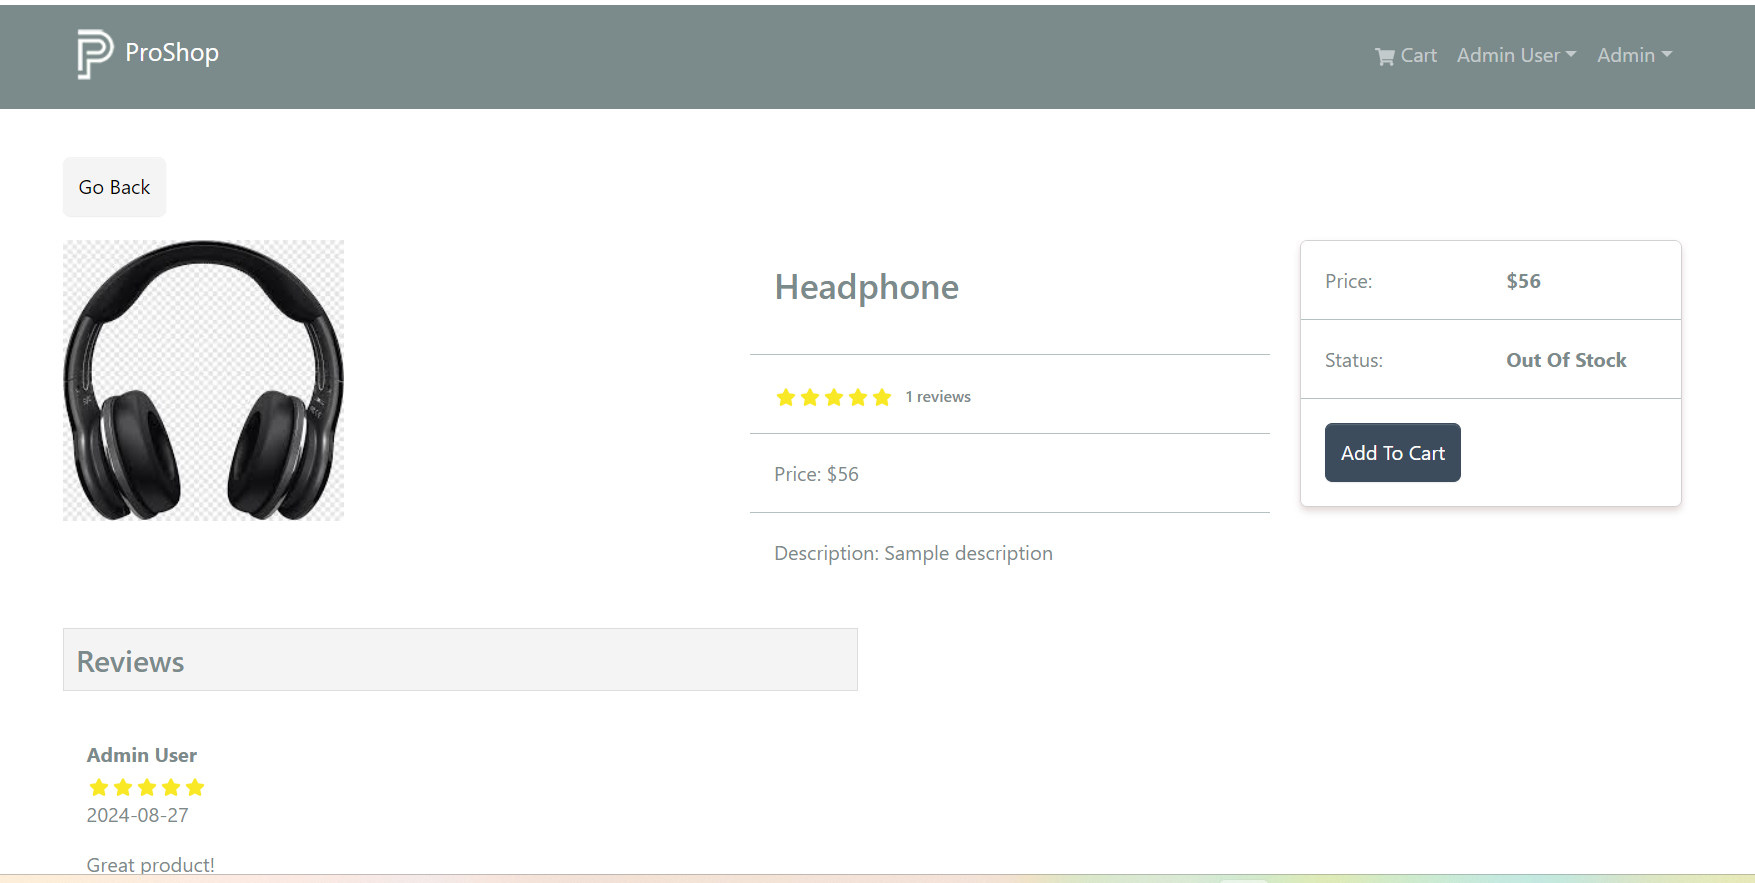 ProShop
Cart Admin User Admin
Go Back
Headphone
1 reviews
Price: $56
Description: Sample description
Price: $56
Status: Out Of Stock
Add To Cart
Reviews
Admin User
2024-08-27
Great product!